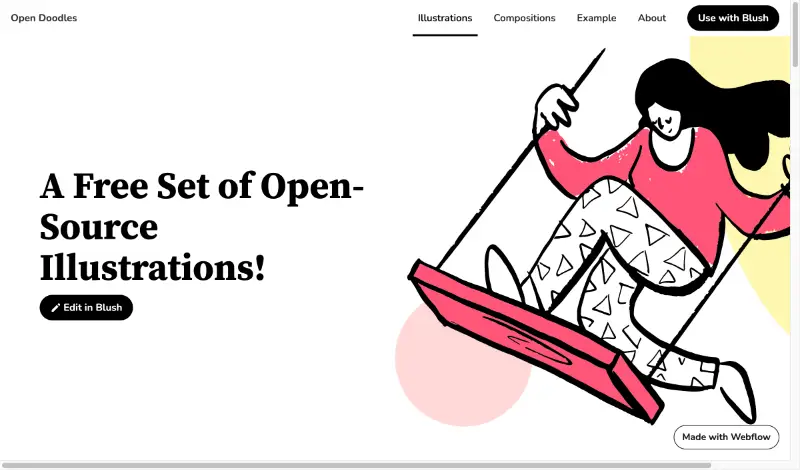 Open Doodles
Illustrations
Compositions
Example
About
Use with Blush
A Free Set of Open-
Source
Illustrations!
Edit in Blush
Made with Webflow